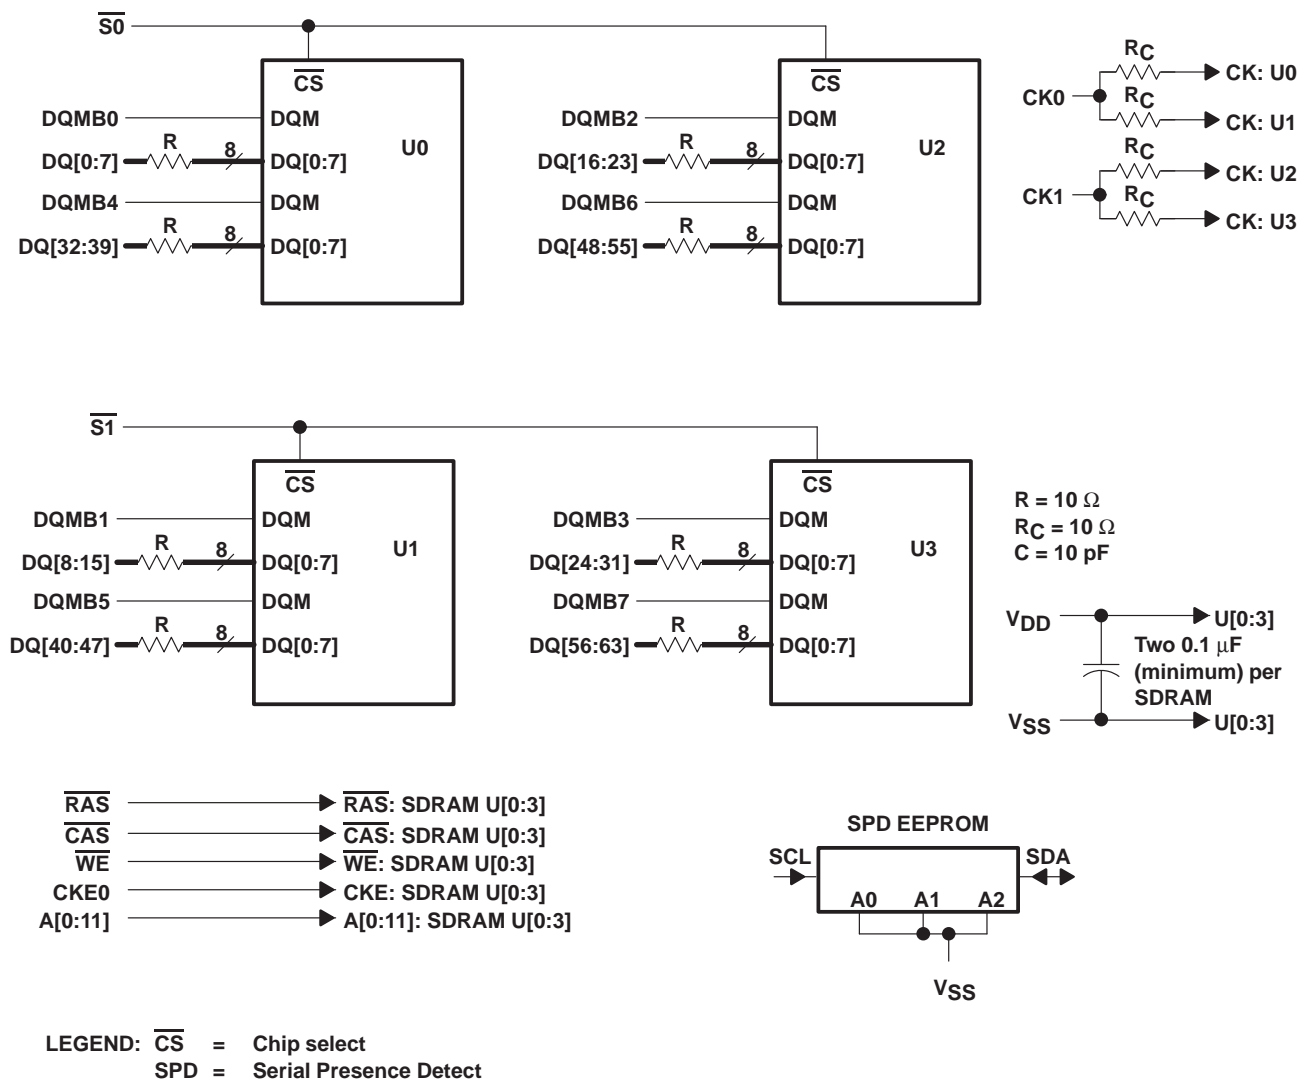 S0
CS
DQMB0 DQM
R
DQ[0:7] 8 DQ[0:7]
U0
DQMB4 DQM
R
DQ[32:39] 8 DQ[0:7]
CS
DQMB2 DQM
R
DQ[16:23] 8 DQ[0:7]
U2
DQMB6 DQM
R
DQ[48:55] 8 DQ[0:7]
CK0
RC CK: U0
RC CK: U1
CK1
RC CK: U2
RC CK: U3
S1
CS
DQMB1 DQM
R
DQ[8:15] 8 DQ[0:7]
U1
DQMB5 DQM
R
DQ[40:47] 8 DQ[0:7]
CS
DQMB3 DQM
R
DQ[24:31] 8 DQ[0:7]
U3
DQMB7 DQM
R
DQ[56:63] 8 DQ[0:7]
R = 10 Ω
RC = 10 Ω
C = 10 pF
VDD U[0:3]
Two 0.1 μF
(minimum) per
SDRAM
VSS U[0:3]
RAS RAS: SDRAM U[0:3]
CAS CAS: SDRAM U[0:3]
WE WE: SDRAM U[0:3]
CKE0 CKE: SDRAM U[0:3]
A[0:11] A[0:11]: SDRAM U[0:3]
SPD EEPROM
SCL SDA
A0 A1 A2
VSS
LEGEND: CS = Chip select
SPD = Serial Presence Detect